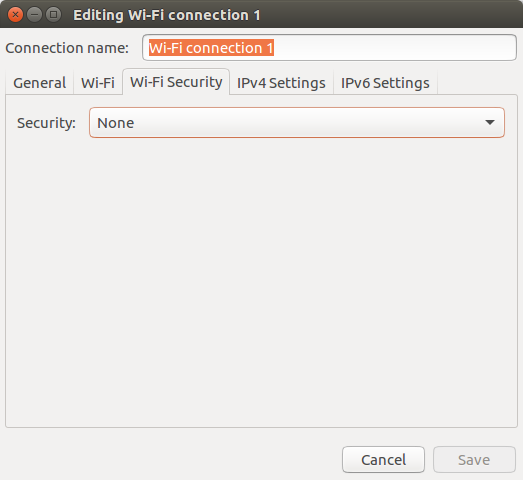 Editing Wi-Fi connection 1
Connection name: Wi-Fi connection 1
General Wi-Fi Wi-Fi Security IPv4 Settings IPv6 Settings
Security: None
Cancel Save